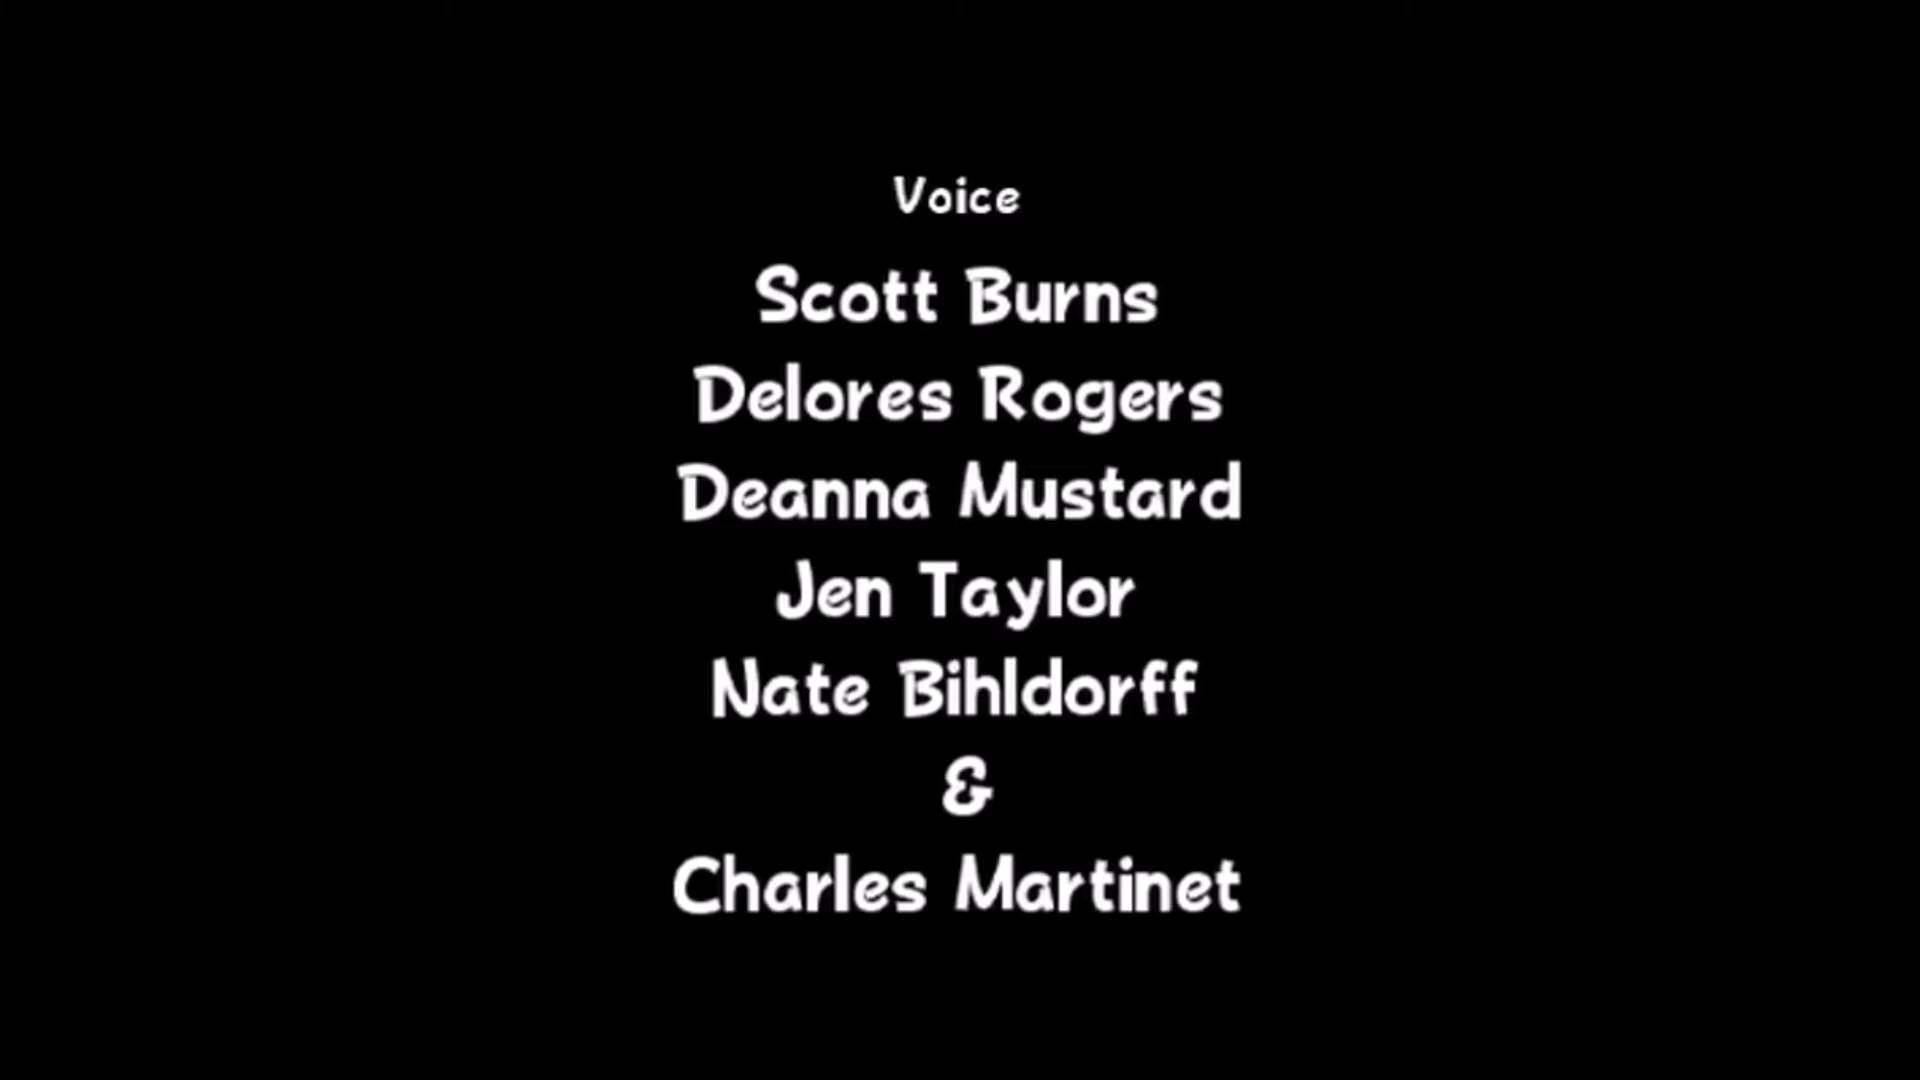 Voice
Scott Burns
Delores Rogers
Deanna Mustard
Jen Taylor
Nate Bihldorff
&
Charles Martinet